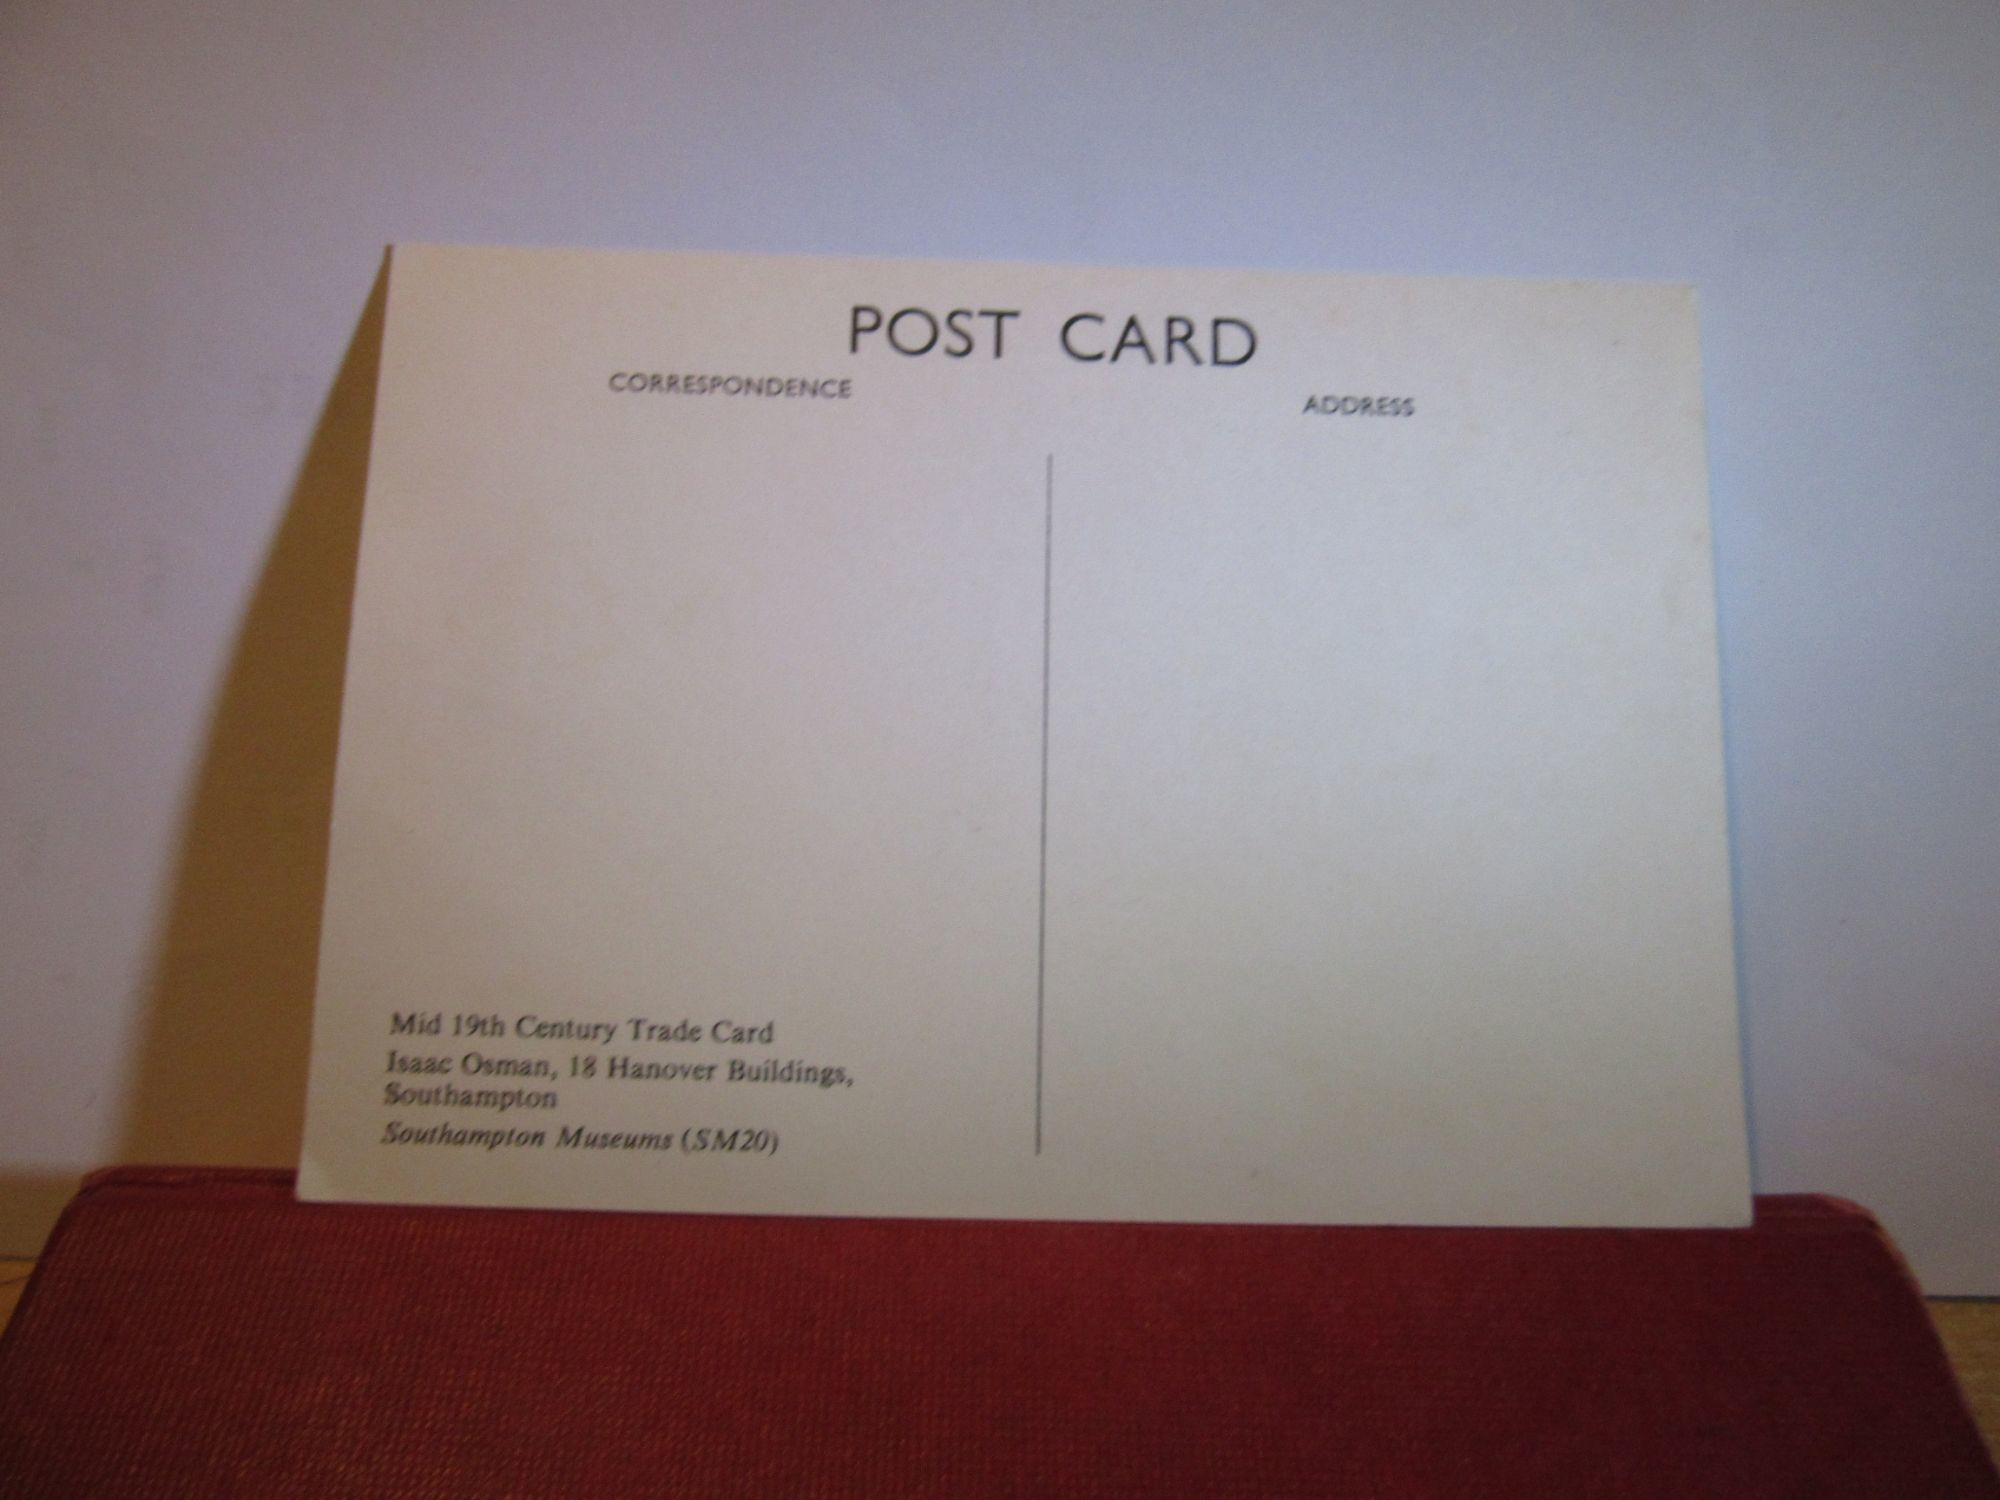 POST CARD
CORRESPONDENCE
ADDRESS
Mid 19th Century Trade Card
Isaac Osman, 18 Hanover Buildings,
Southampton
Southampton Museums (SM20)